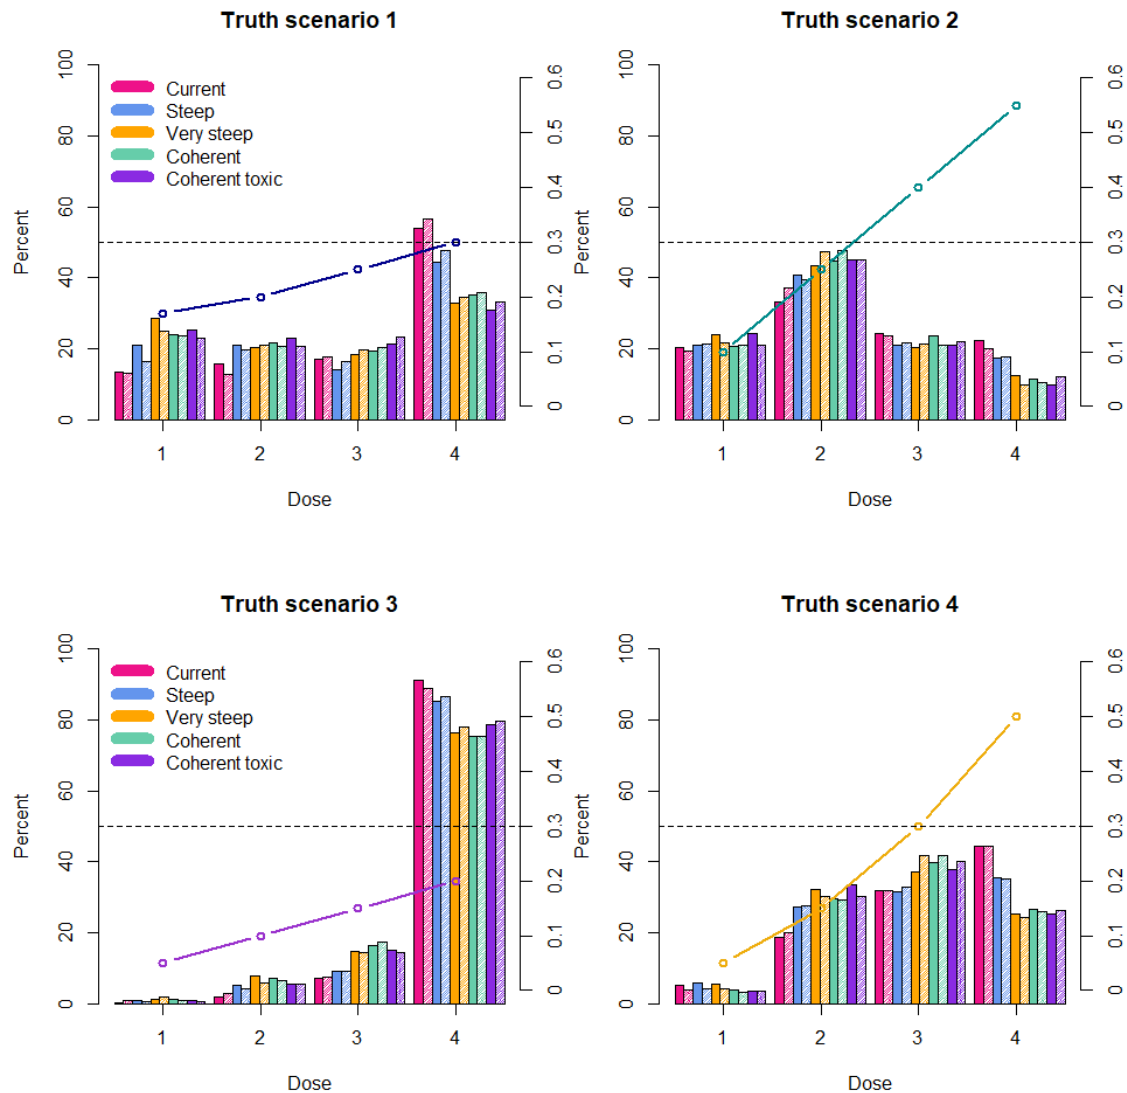 Truth scenario 1
Percent
100
80
60
40
20
0
Current
Steep
Very steep
Coherent
Coherent toxic
0.6
0.5
0.4
0.3
0.2
0.1
0
1 2 3 4
Dose
Truth scenario 2
Percent
100
80
60
40
20
0
0.6
0.5
0.4
0.3
0.2
0.1
0
1 2 3 4
Dose
Truth scenario 3
Percent
100
80
60
40
20
0
Current
Steep
Very steep
Coherent
Coherent toxic
0.6
0.5
0.4
0.3
0.2
0.1
0
1 2 3 4
Dose
Truth scenario 4
Percent
100
80
60
40
20
0
0.6
0.5
0.4
0.3
0.2
0.1
0
1 2 3 4
Dose